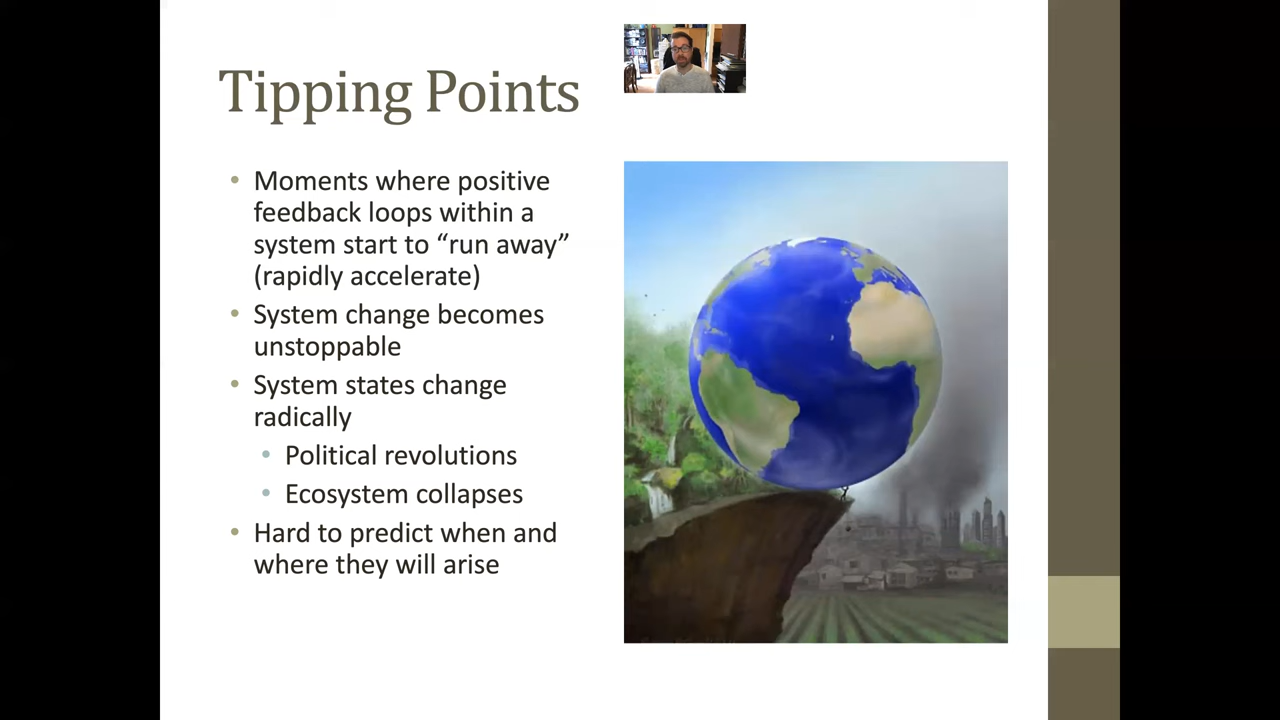 Tipping Points
• Moments where positive
feedback loops within a
system start to “run away”
(rapidly accelerate)
• System change becomes
unstoppable
• System states change
radically
• Political revolutions
• Ecosystem collapses
• Hard to predict when and
where they will arise